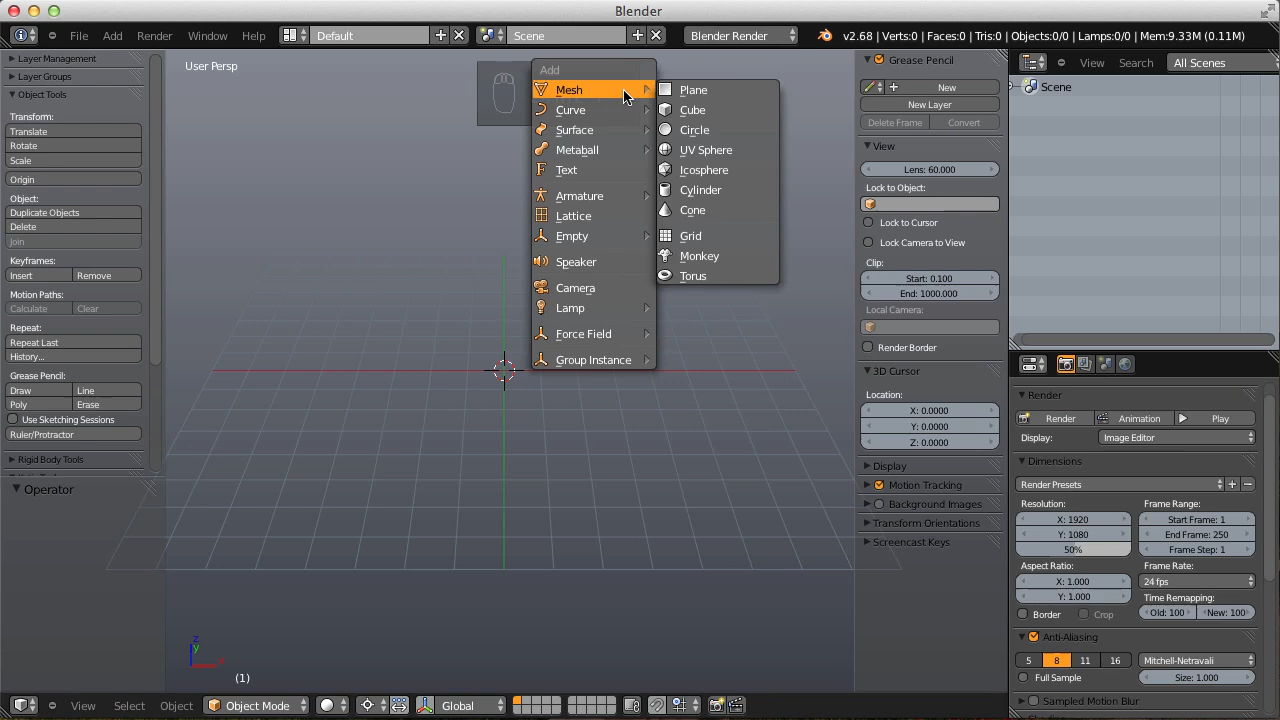 Blender
File Add Render Window Help Default Scene Blender Render v2.68 | Verts:0 | Faces:0 | Tris:0 | Objects:0/0 | Lamps:0/0 | Mem:9.33M (0.11M)
Layer Management
Layer Groups
Object Tools
Transform:
Translate
Rotate
Scale
Origin
Object:
Duplicate Objects
Delete
Join
Keyframes:
Insert Remove
Motion Paths:
Calculate Clear
Repeat:
Repeat Last
History...
Grease Pencil:
Draw Line
Poly Erase
Use Sketching Sessions
Ruler/Protractor
Rigid Body Tools
Operator
User Persp
Add
Mesh
Curve
Surface
Metaball
Text
Armature
Lattice
Empty
Speaker
Camera
Lamp
Force Field
Group Instance
Plane
Cube
Circle
UV Sphere
Icosphere
Cylinder
Cone
Grid
Monkey
Torus
z
y
x
(1)
View Select Object Object Mode Global
Grease Pencil
New
New Layer
Delete Frame Convert
View
Lens: 60.000
Lock to Object:
Lock to Cursor
Lock Camera to View
Clip:
Start: 0.100
End: 1000.000
Local Camera:
Render Border
3D Cursor
Location:
X: 0.0000
Y: 0.0000
Z: 0.0000
Display
Motion Tracking
Background Images
Transform Orientations
Screencast Keys
View Search All Scenes
Scene
Render
Render Animation Play
Display: Image Editor
Dimensions
Render Presets
Resolution: Frame Range:
X: 1920 Start Frame: 1
Y: 1080 End Frame: 250
50% Frame Step: 1
Aspect Ratio: Frame Rate:
X: 1.000 24 fps
Y: 1.000 Time Remapping:
Border Crop Old: 100 New: 100
Anti-Aliasing
5 8 11 16 Mitchell-Netravali
Full Sample Size: 1.000
Sampled Motion Blur